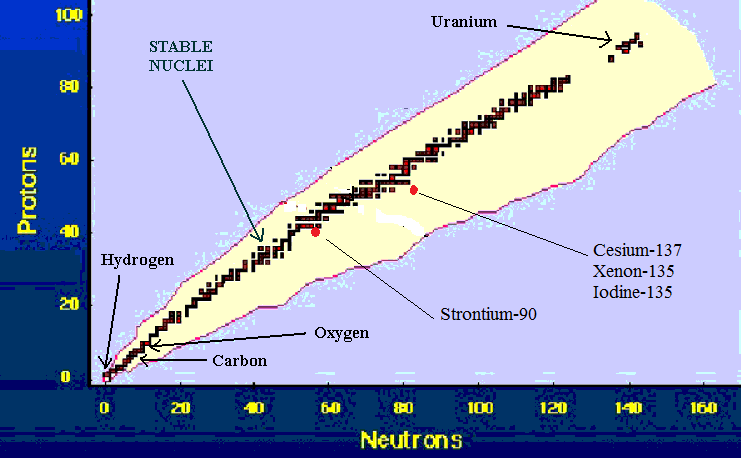 100
Uranium
STABLE
NUCLEI
80
60
Protons
40
Hydrogen
Cesium-137
Xenon-135
Iodine-135
20
Strontium-90
Oxygen
Carbon
0
0 20 40 60 80 100 120 140 160
Neutrons